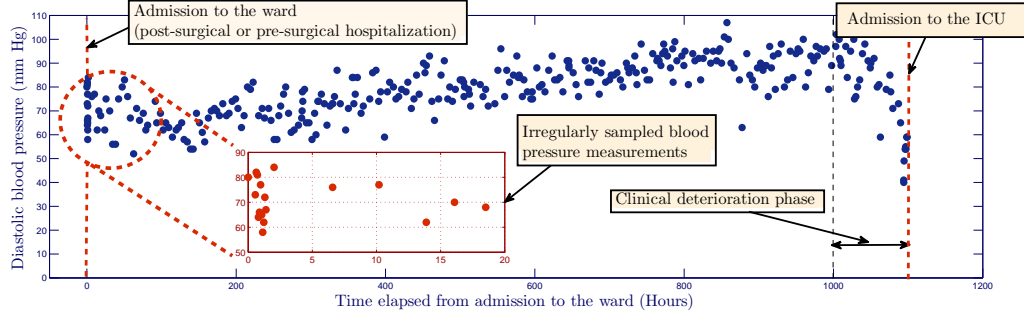 Admission to the ward
(post-surgical or pre-surgical hospitalization)
Admission to the ICU
Diastolic blood pressure (mm Hg)
110
100
90
80
70
60
50
40
30
20
10
0
Irregularly sampled blood
pressure measurements
Clinical deterioration phase
90
80
70
60
50
0 5 10 15 20
0 200 400 600 800 1000 1200
Time elapsed from admission to the ward (Hours)